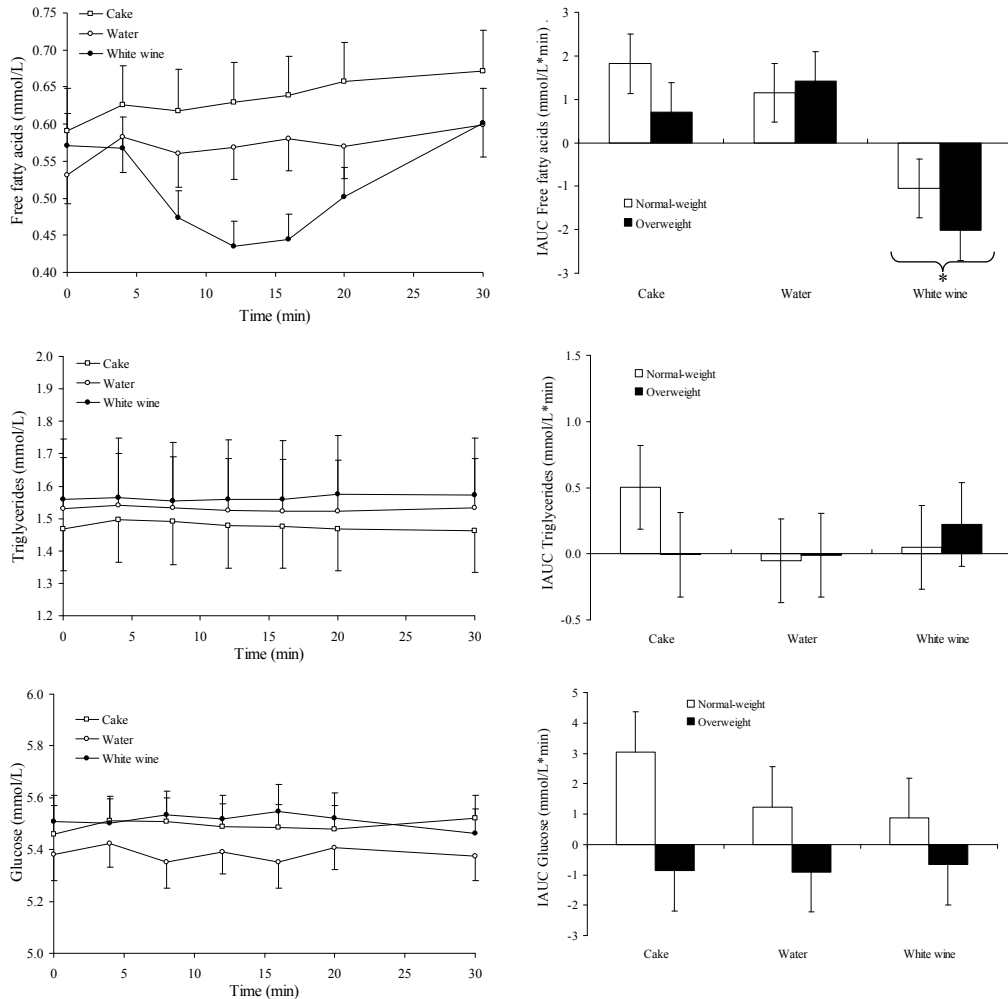 0.75
0.70
0.65
0.60
0.55
0.50
0.45
0.40
Free fatty acids (mmol/L)
Cake
Water
White wine
0 5 10 15 20 25 30
Time (min)
3
2
1
0
-1
-2
-3
IAUC Free fatty acids (mmol/L*min) .
Normal-weight
Overweight
*
Cake Water White wine
2.0
1.9
1.8
1.7
1.6
1.5
1.4
1.3
1.2
Triglycerides (mmol/L)
Cake
Water
White wine
0 5 10 15 20 25 30
Time (min)
1.5
1.0
0.5
0.0
-0.5
IAUC Triglycerides (mmol/L*min)
Normal-weight
Overweight
Cake Water White wine
6.0
5.8
5.6
5.4
5.2
5.0
Glucose (mmol/L)
Cake
Water
White wine
0 5 10 15 20 25 30
Time (min)
5
4
3
2
1
0
-1
-2
-3
IAUC Glucose (mmol/L*min)
Normal-weight
Overweight
Cake Water White wine